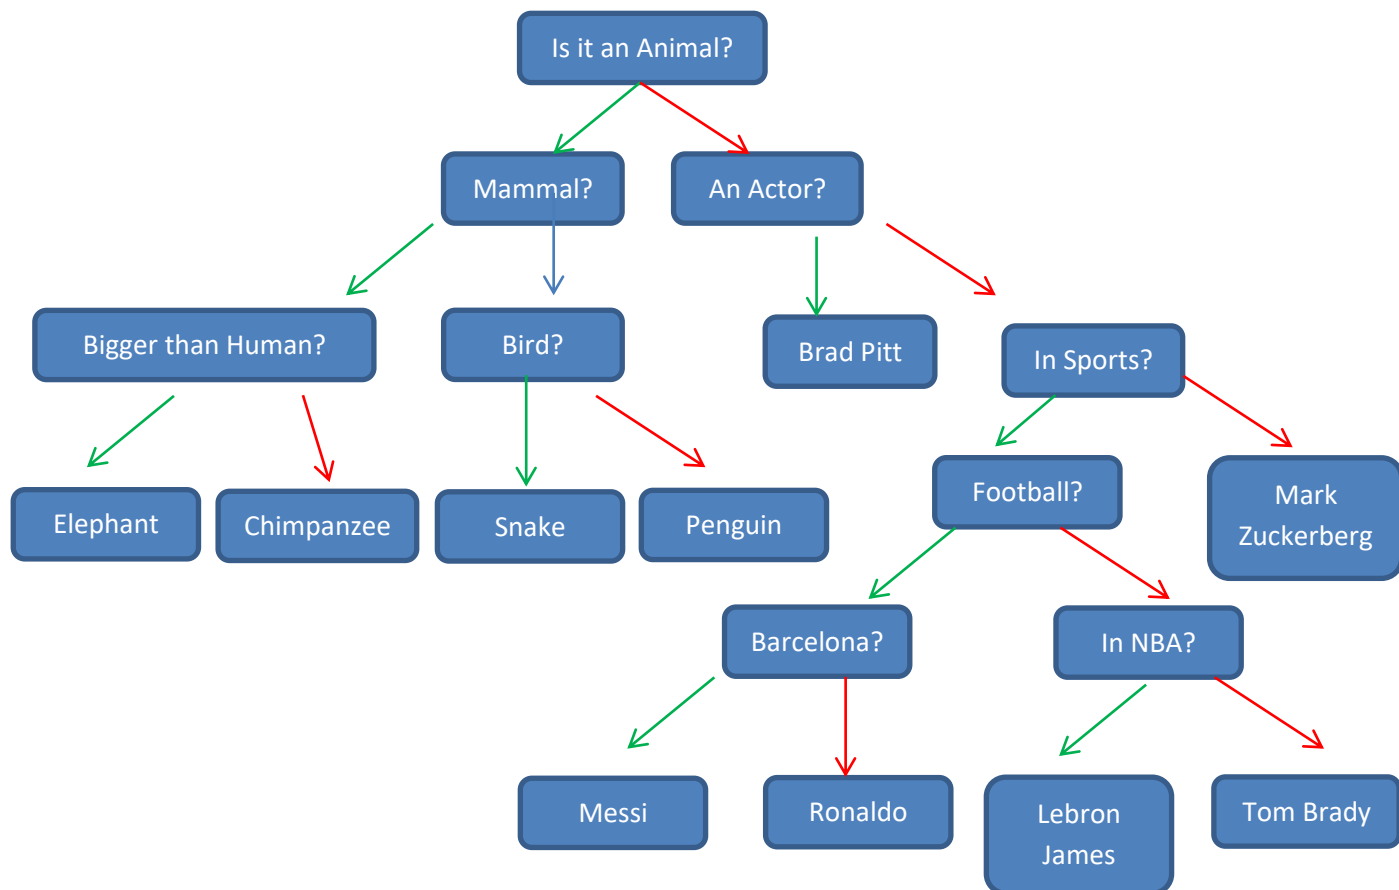 Is it an Animal?
Mammal?
An Actor?
Bigger than Human?
Bird?
Brad Pitt
In Sports?
Elephant
Chimpanzee
Snake
Penguin
Football?
Mark
Zuckerberg
Barcelona?
In NBA?
Messi
Ronaldo
Lebron
James
Tom Brady